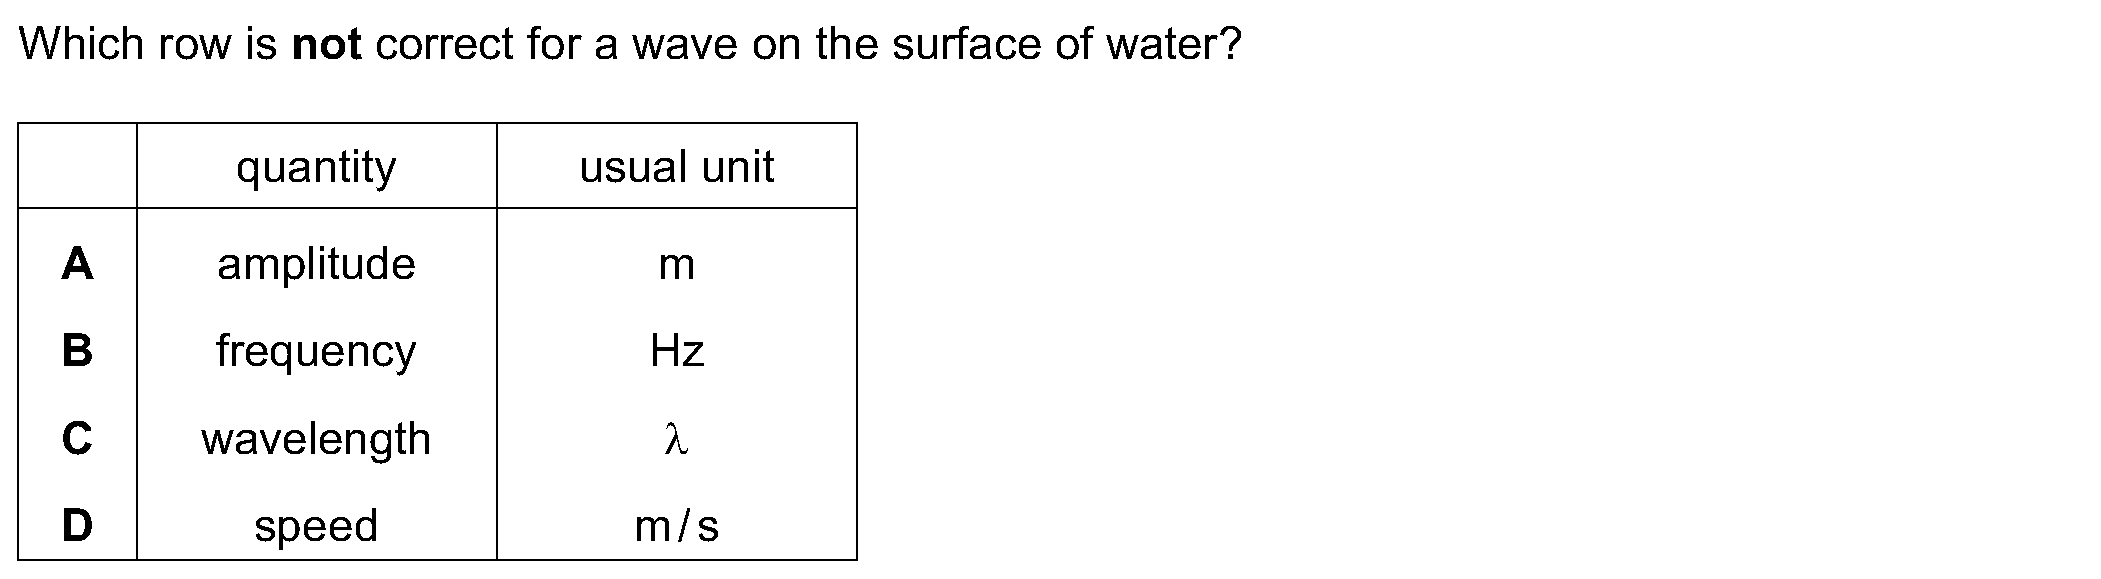 Which row is not correct for a wave on the surface of water?
quantity usual unit
A amplitude m
B frequency Hz
C wavelength λ
D speed m/s